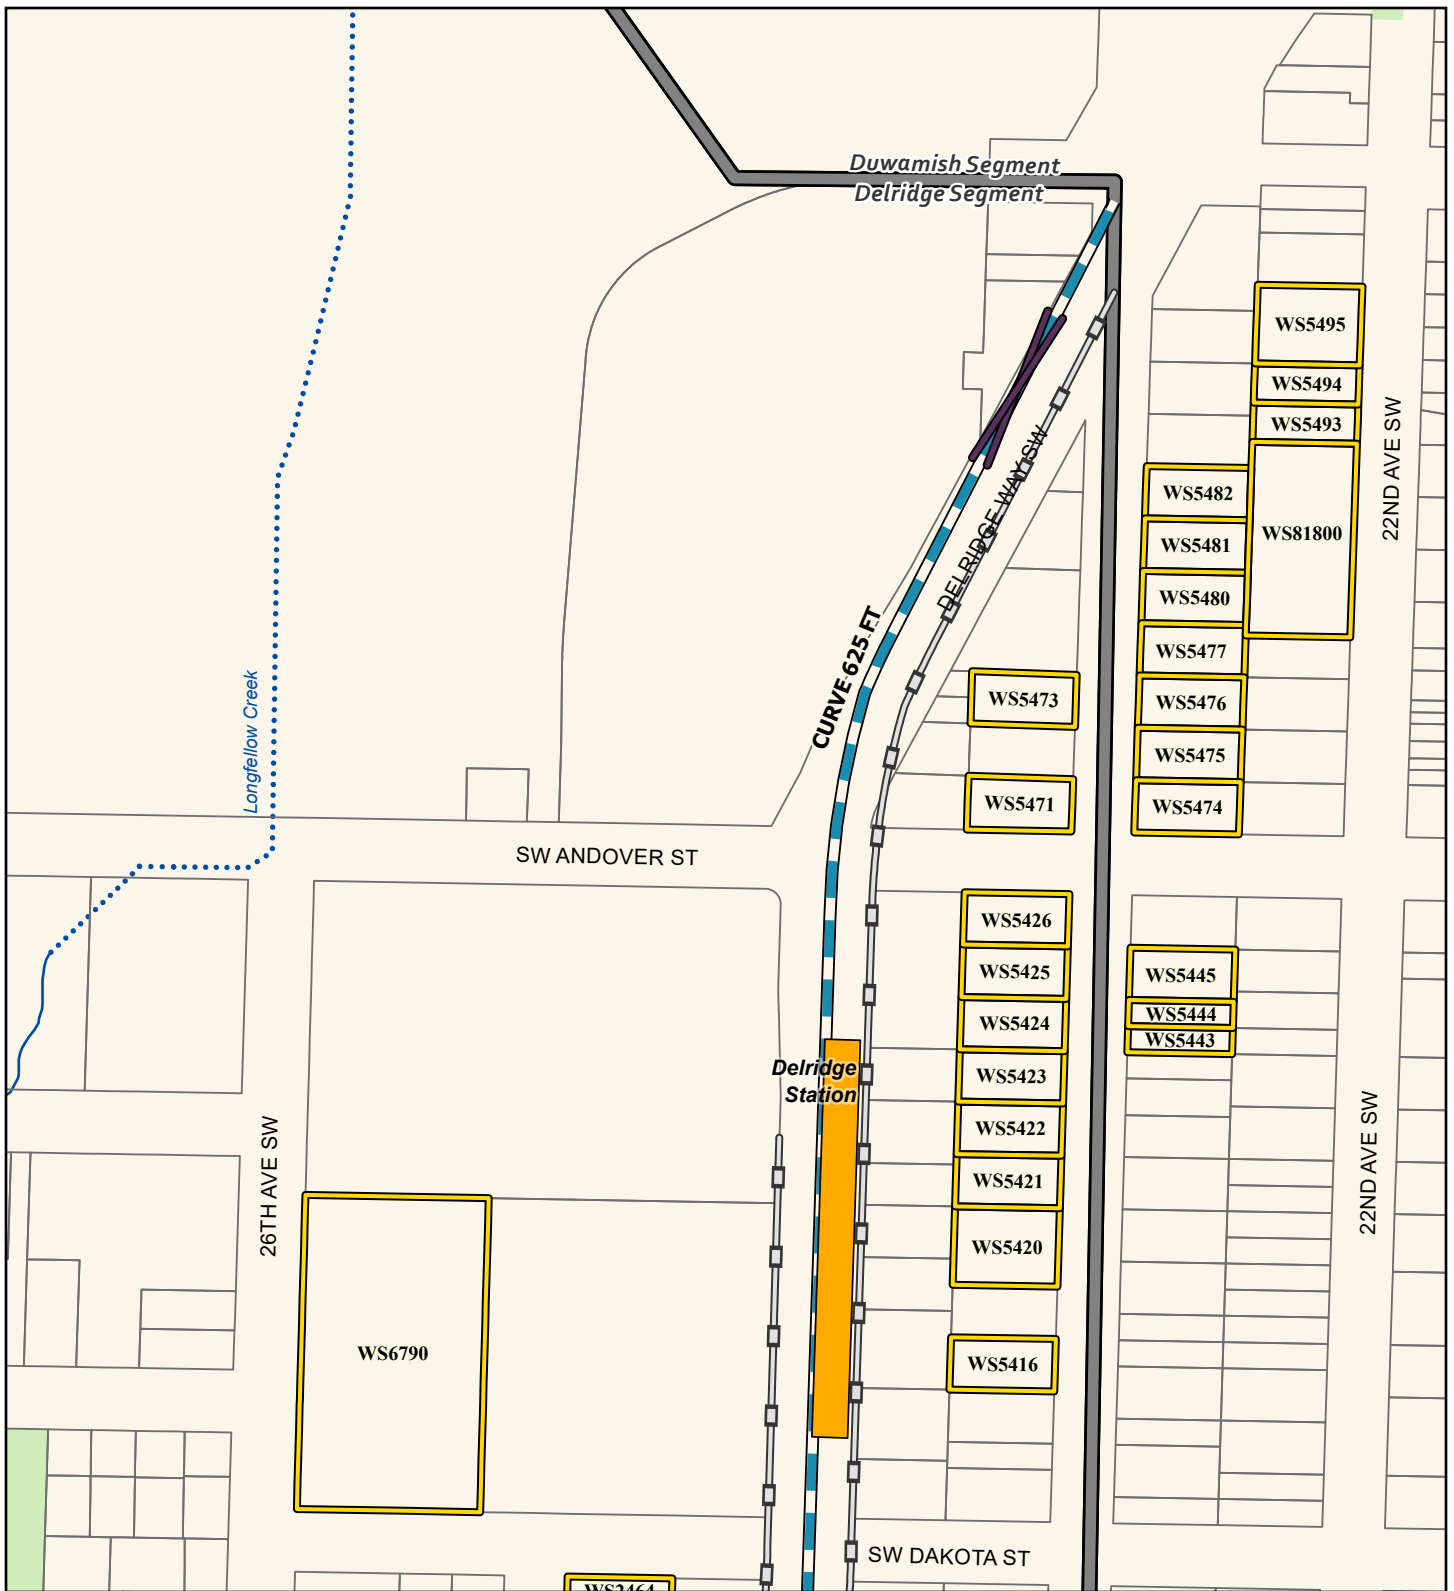 Duwamish Segment
Delridge Segment
WS5495
WS5494
WS5493
22ND AVE SW
WS5482
WS81800
WS5481
WS5480
DELRIDGE WAY SW
WS5477
CURVE 625 FT
WS5473
WS5476
Longfellow Creek
WS5475
WS5471
WS5474
SW ANDOVER ST
WS5426
WS5425
WS5445
WS5444
WS5424
WS5443
Delridge
Station
WS5423
WS5422
22ND AVE SW
26TH AVE SW
WS5421
WS5420
WS6790
WS5416
SW DAKOTA ST
WS2464